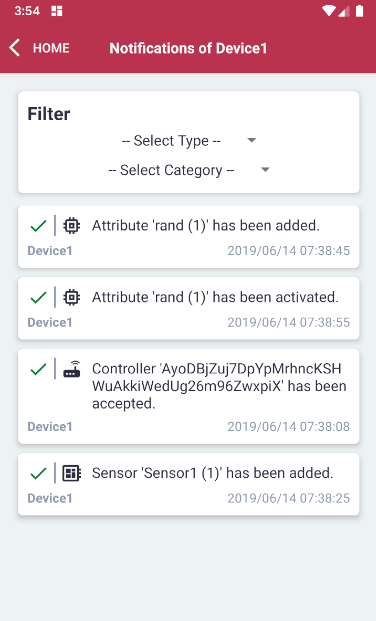 3:54
HOME
Notifications of Device1
Filter
-- Select Type --
-- Select Category --
Attribute 'rand (1)' has been added.
Device1
2019/06/14 07:38:45
Attribute 'rand (1)' has been activated.
Device1
2019/06/14 07:38:55
Controller 'AyoDBjZuj7DpYpMrhncKSH
WuAkkiWedUg26m96ZwxpiX' has been
accepted.
Device1
2019/06/14 07:38:08
Sensor 'Sensor1 (1)' has been added.
Device1
2019/06/14 07:38:25